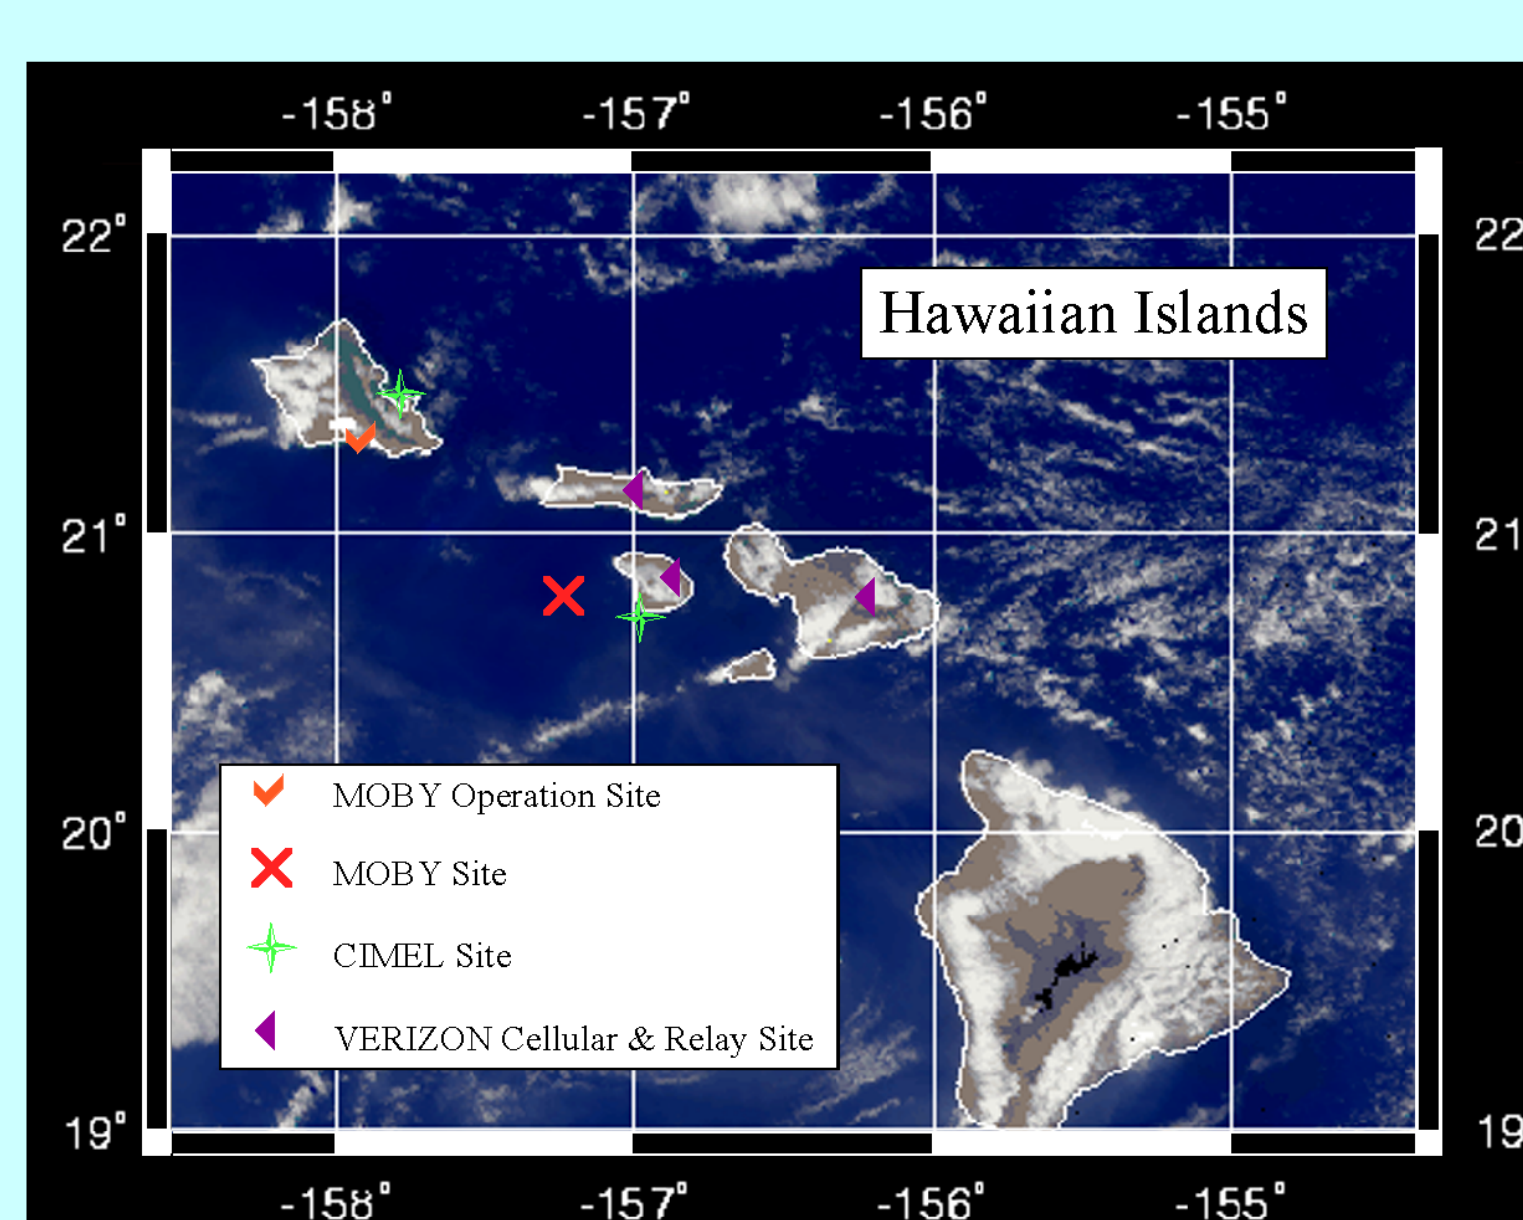 -158° -157° -156° -155°
22° 22
Hawaiian Islands
21° 21
MOBY Operation Site
20° 20
MOBY Site
CIMEL Site
VERIZON Cellular & Relay Site
19° 19
-158° -157° -156° -155°